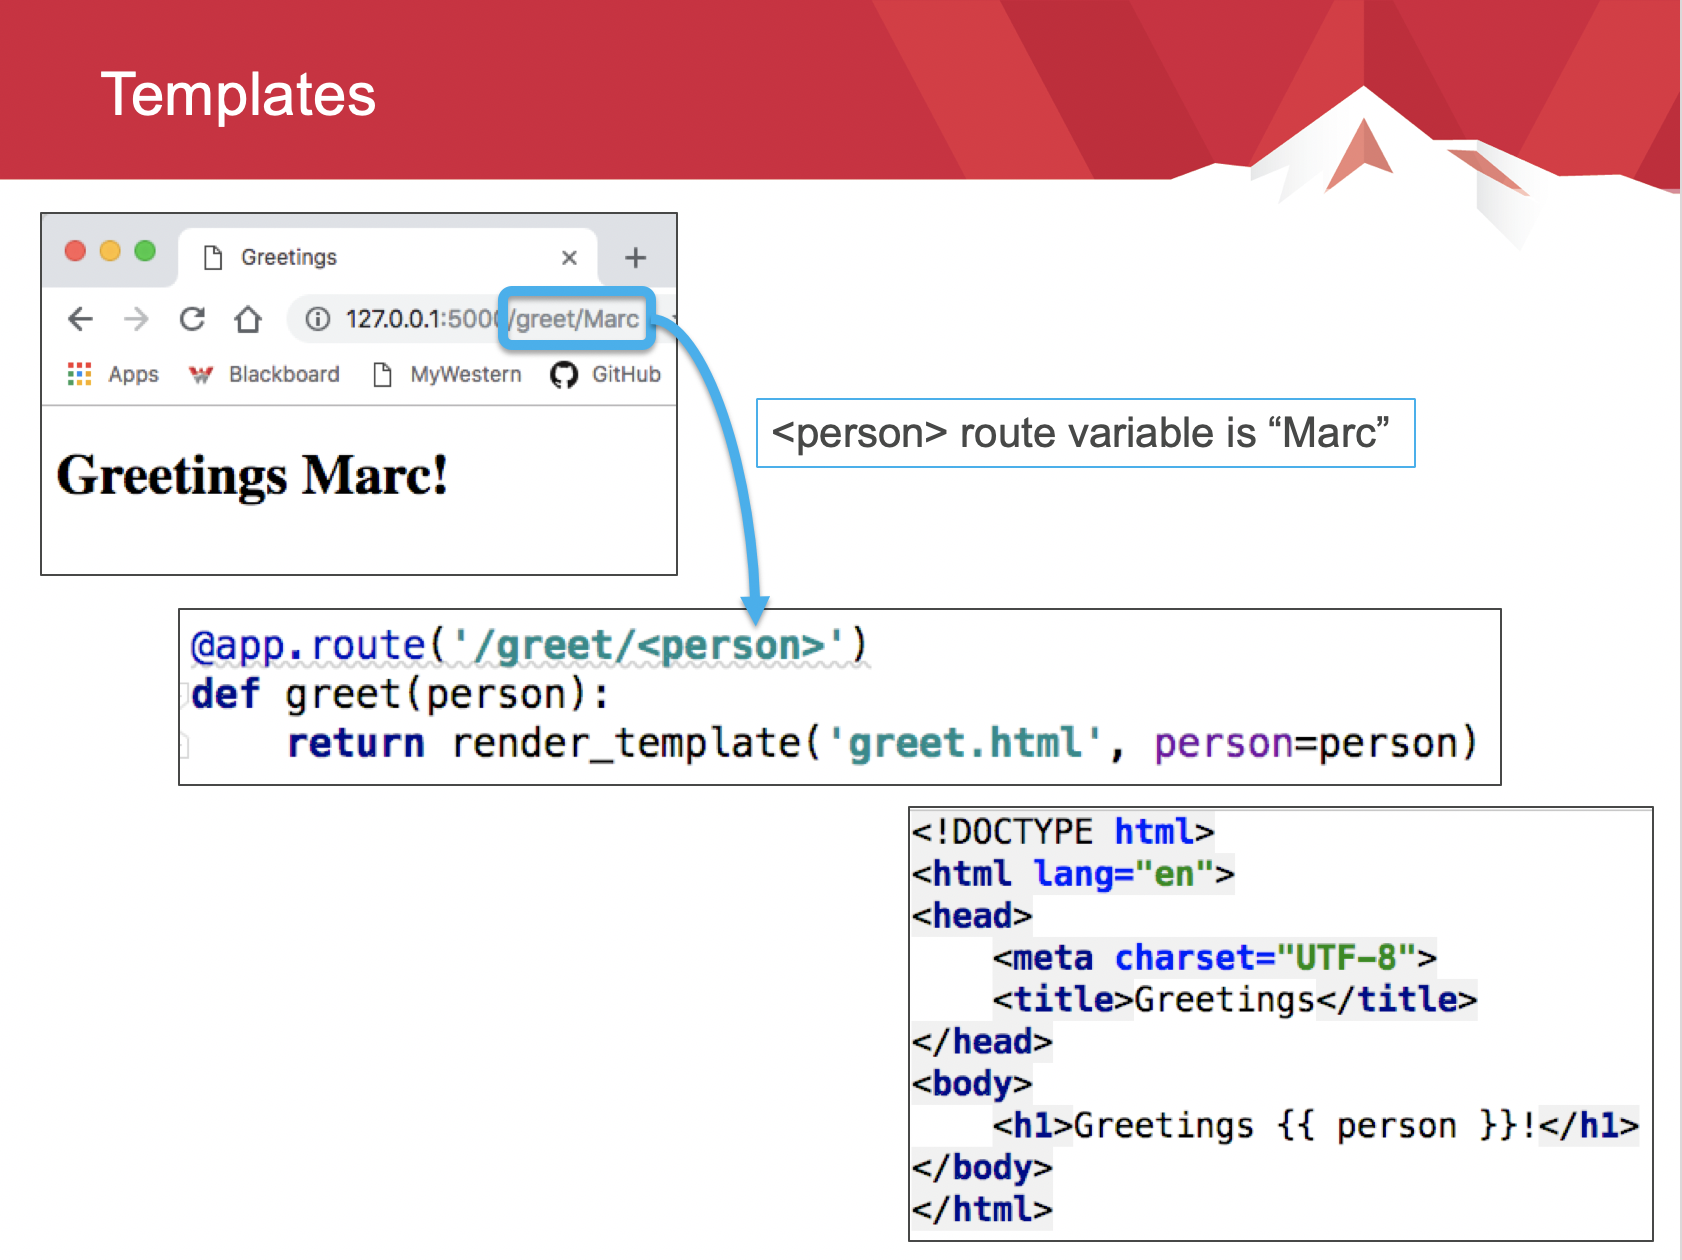 Templates
Greetings
127.0.0.1:5000/greet/Marc
Apps Blackboard MyWestern GitHub
Greetings Marc!
<person> route variable is “Marc”
@app.route('/greet/<person>')
def greet(person):
    return render_template('greet.html', person=person)
<!DOCTYPE html>
<html lang="en">
<head>
    <meta charset="UTF-8">
    <title>Greetings</title>
</head>
<body>
    <h1>Greetings {{ person }}!</h1>
</body>
</html>